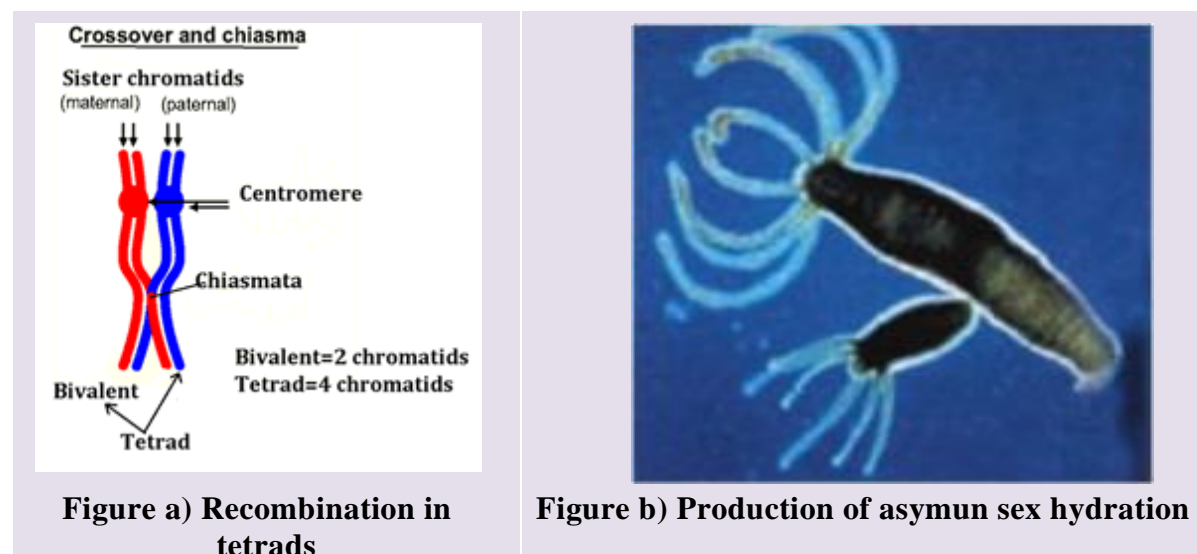 Crossover and chiasma
Sister chromatids
(maternal) (paternal)
Centromere
Chiasmata
Bivalent=2 chromatids
Tetrad=4 chromatids
Bivalent
Tetrad
Figure a) Recombination in
tetrads
Figure b) Production of asymun sex hydration